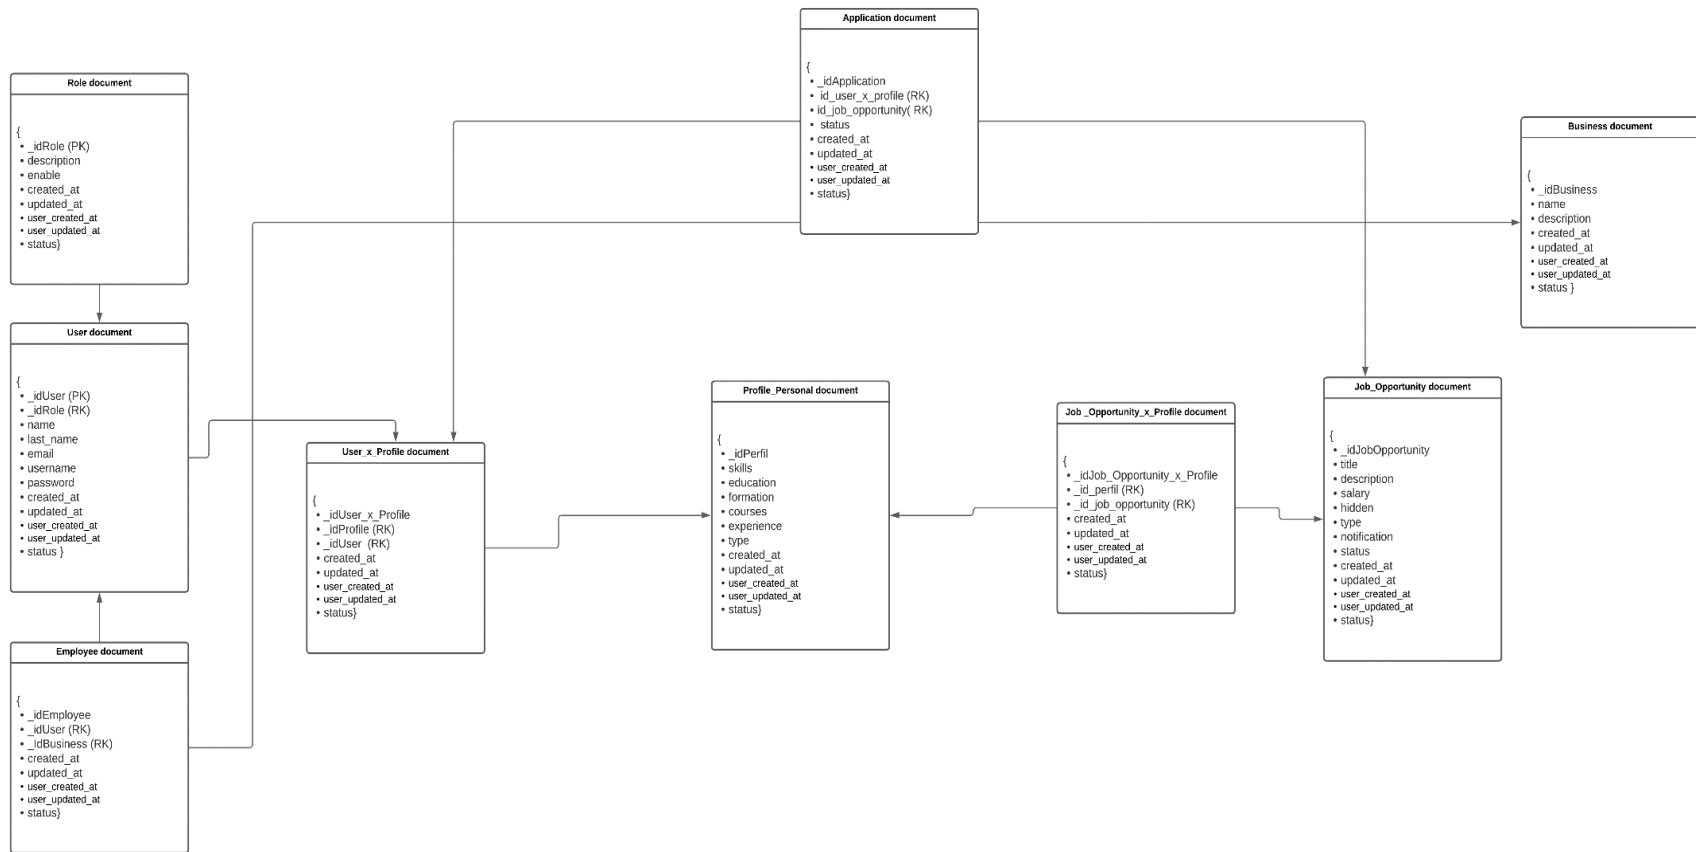 Application document
{
• _idApplication
• id_user_x_profile (RK)
• id_job_opportunity( RK)
• status
• created_at
• updated_at
• user_created_at
• user_updated_at
• status}
Role document
{
• _idRole (PK)
• description
• enable
• created_at
• updated_at
• user_created_at
• user_updated_at
• status}
Business document
{
• _idBusiness
• name
• description
• created_at
• updated_at
• user_created_at
• user_updated_at
• status }
User document
{
• _idUser (PK)
• _idRole (RK)
• name
• last_name
• email
• username
• password
• created_at
• updated_at
• user_created_at
• user_updated_at
• status }
User_x_Profile document
{
• _idUser_x_Profile
• _idProfile (RK)
• _idUser (RK)
• created_at
• updated_at
• user_created_at
• user_updated_at
• status}
Profile_Personal document
{
• _idPerfil
• skills
• education
• formation
• courses
• experience
• type
• created_at
• updated_at
• user_created_at
• user_updated_at
• status}
Job _Opportunity_x_Profile document
{
• _idJob_Opportunity_x_Profile
• _id_perfil (RK)
• _id_job_opportunity (RK)
• created_at
• updated_at
• user_created_at
• user_updated_at
• status}
Job_Opportunity document
{
• _idJobOpportunity
• title
• description
• salary
• hidden
• type
• notification
• status
• created_at
• updated_at
• user_created_at
• user_updated_at
• status}
Employee document
{
• _idEmployee
• _idUser (RK)
• _IdBusiness (RK)
• created_at
• updated_at
• user_created_at
• user_updated_at
• status}